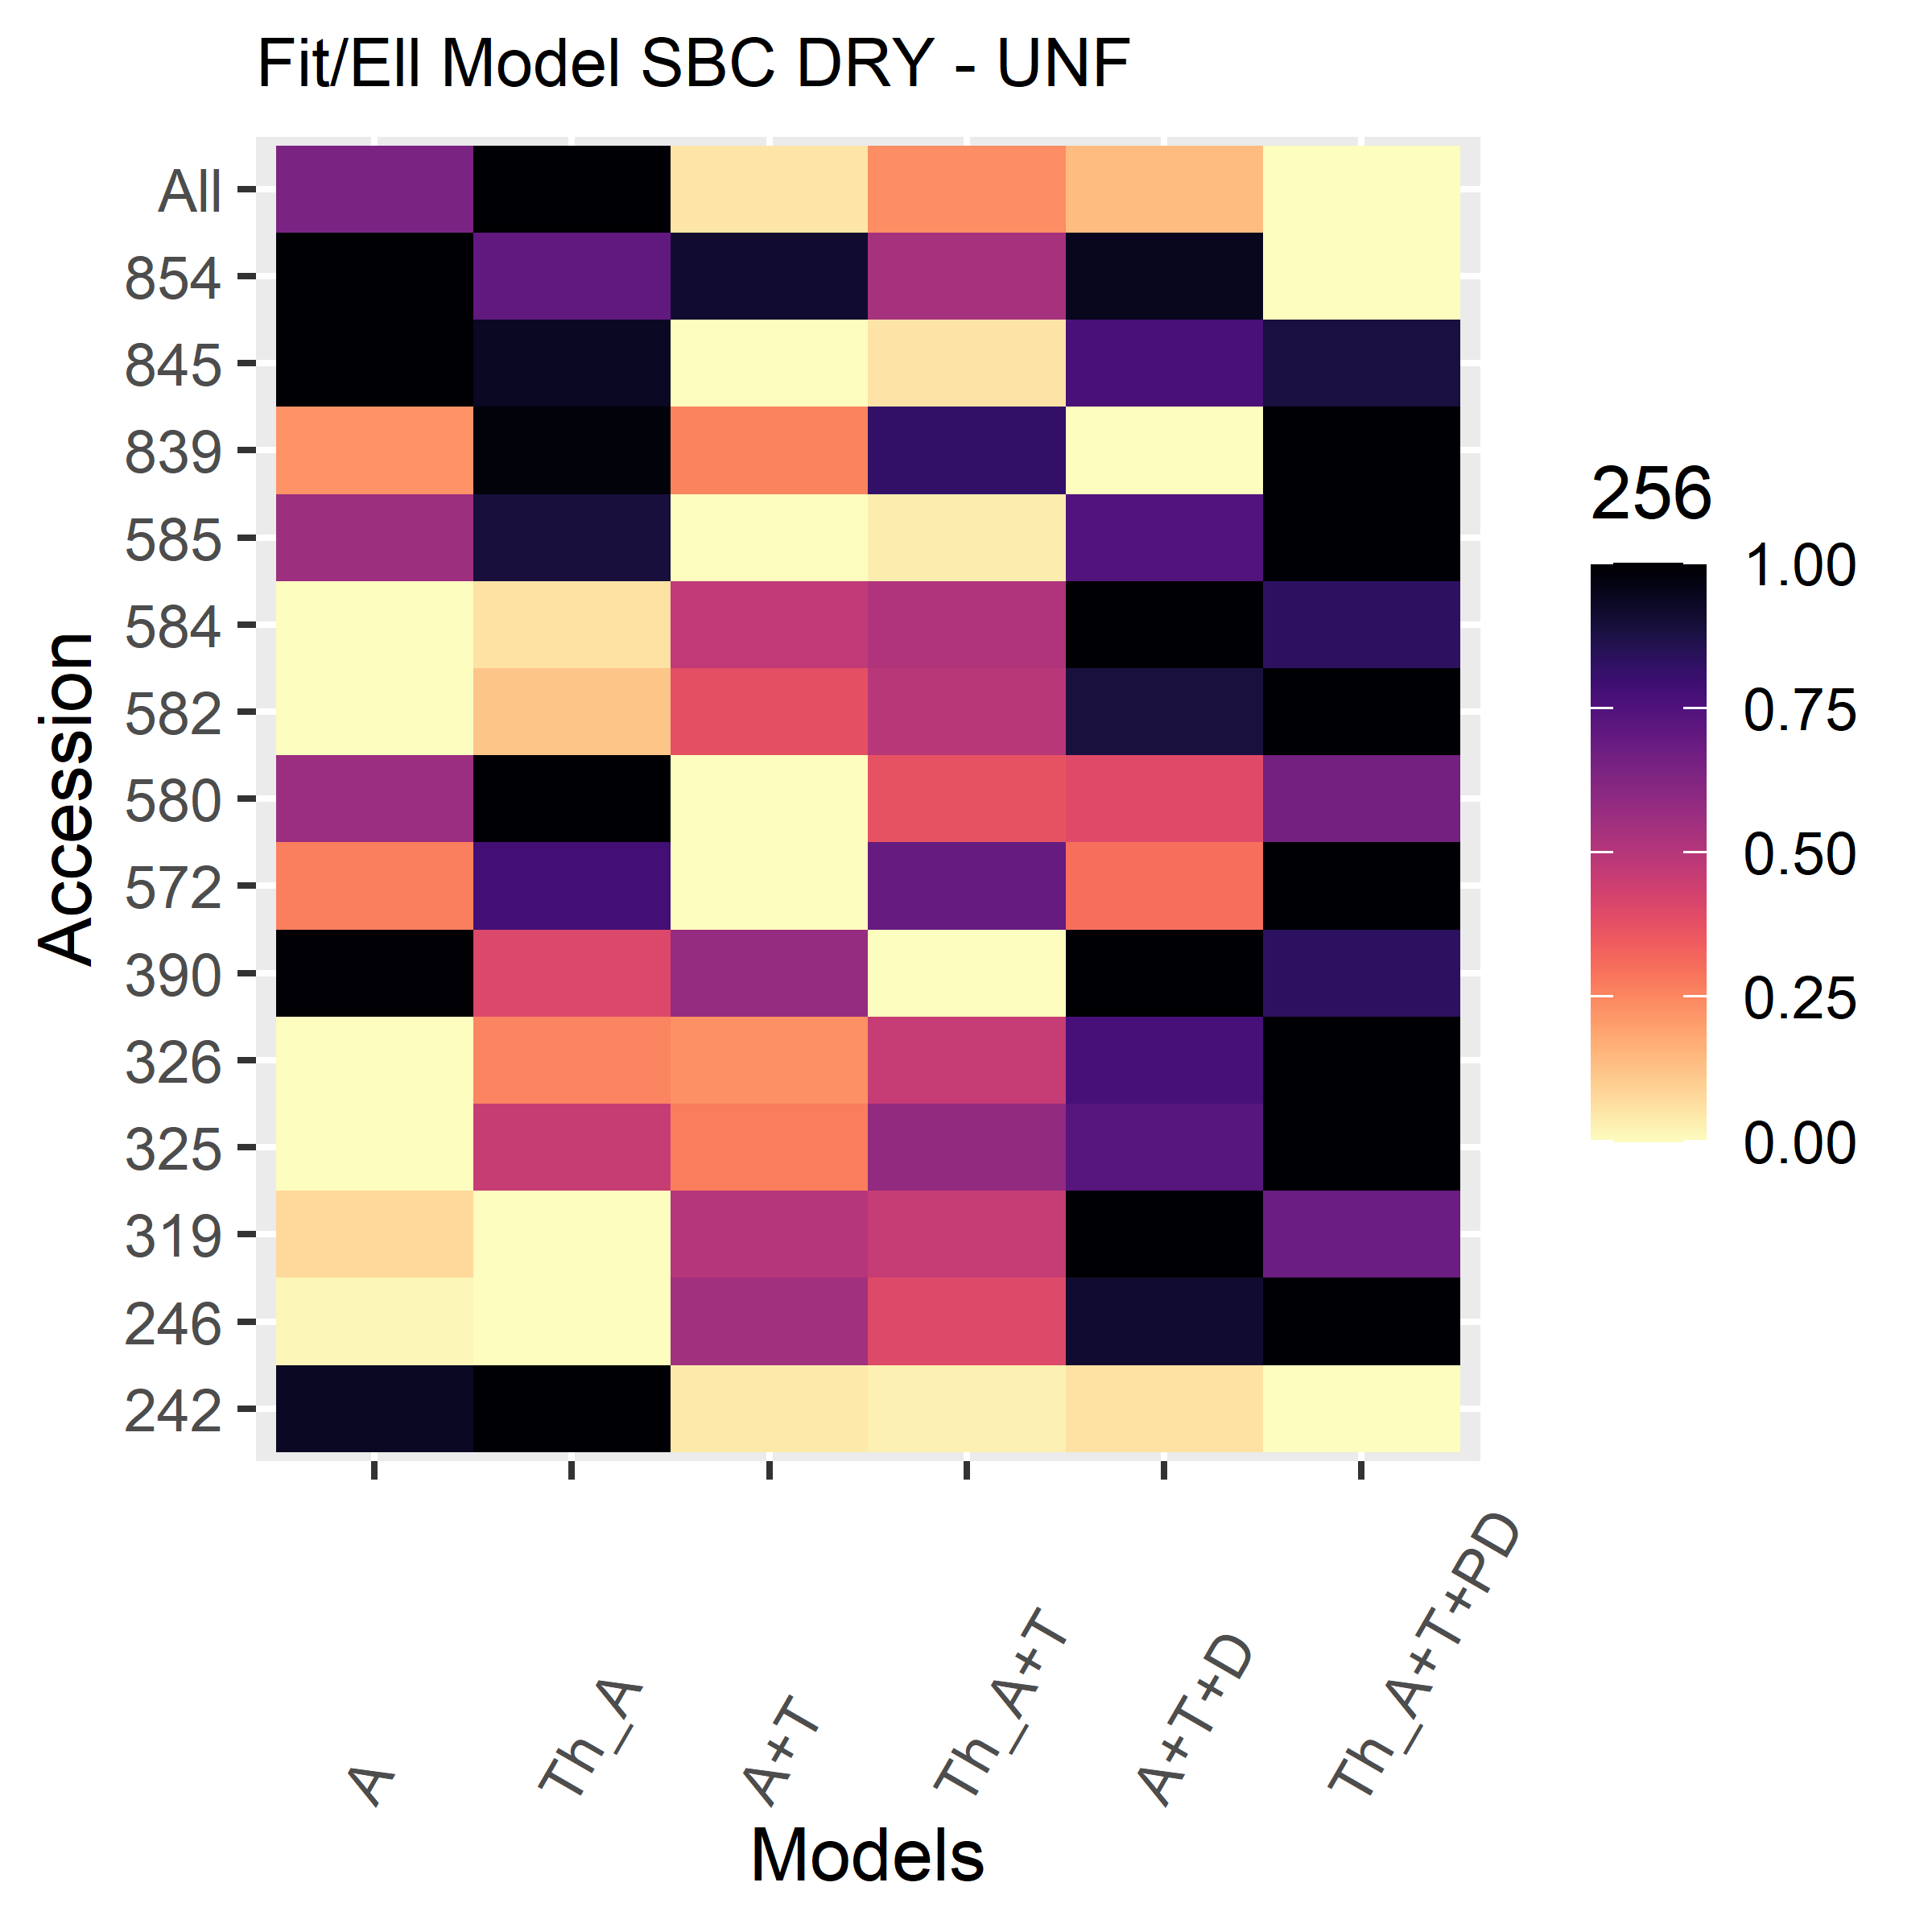 Fit/Ell Model SBC DRY - UNF
All
854
845
839
585
584
582
580
572
390
326
325
319
246
242
Accession
256
1.00
0.75
0.50
0.25
0.00
A
Th_A
A+T
Th_A+T
A+T+D
Th_A+T+PD
Models